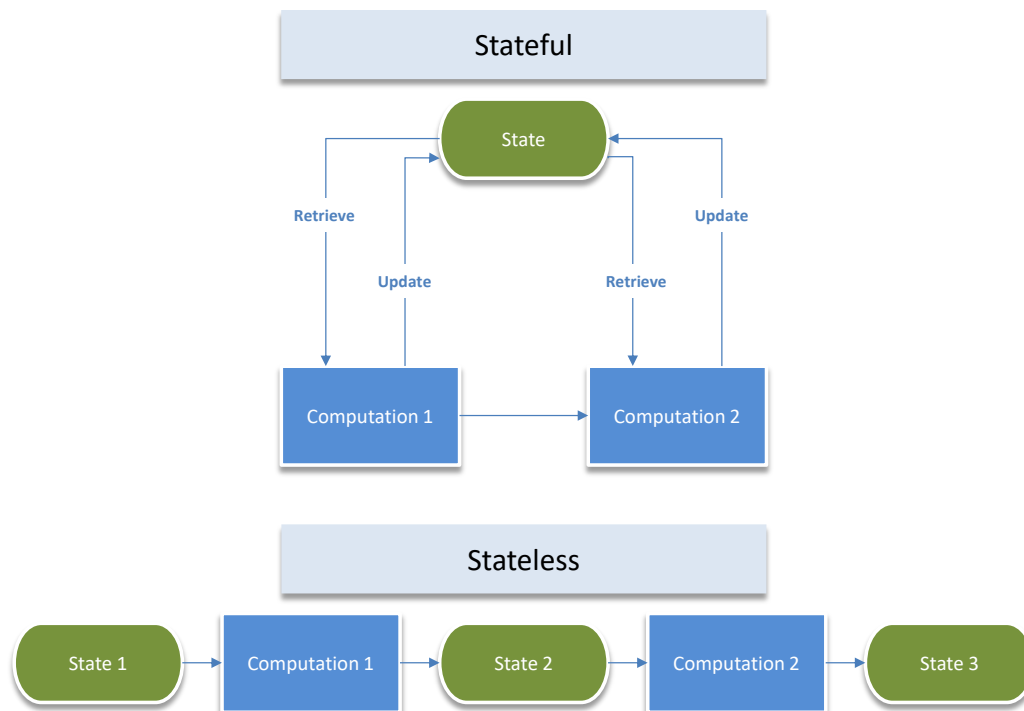 Stateful
State
Retrieve
Update
Update
Retrieve
Computation 1
Computation 2
Stateless
State 1
Computation 1
State 2
Computation 2
State 3